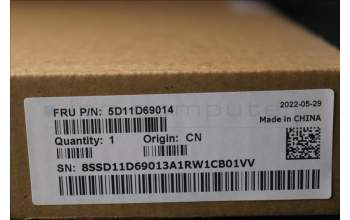 FRU P/N: 5D11D69014
2022-05-29
Made in CHINA
Quantity: 1 Origin: CN
SN: 8SSD11D69013A1RW1CB01VV